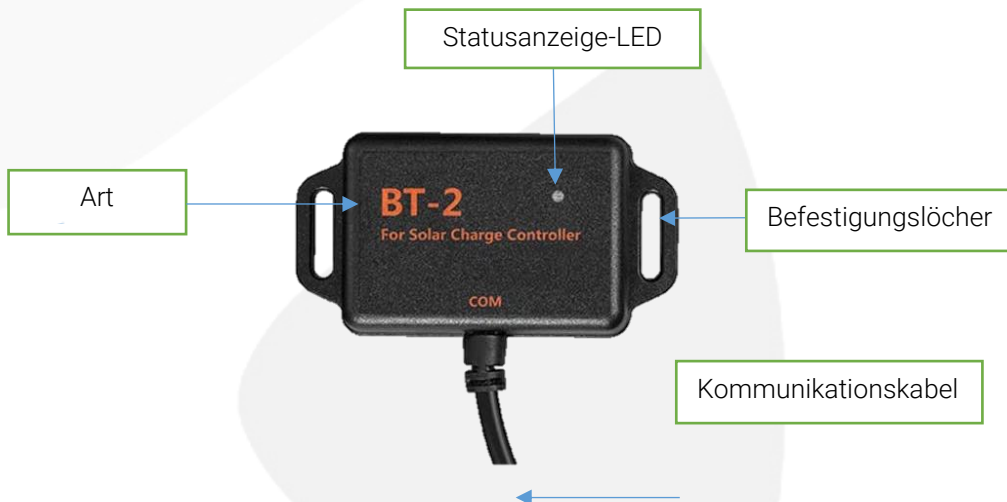 Statusanzeige-LED
Art
BT-2
For Solar Charge Controller
Befestigungslöcher
COM
Kommunikationskabel